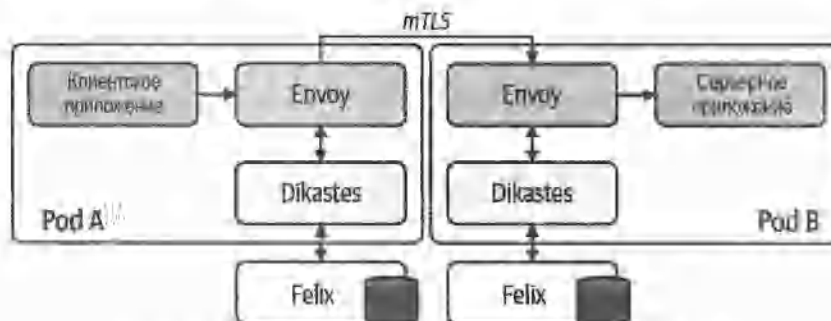 mTLS
Клиентское
приложение
Envoy
Envoy
Серверное
приложение
Dikastes
Dikastes
Pod A
Pod B
Felix
Felix